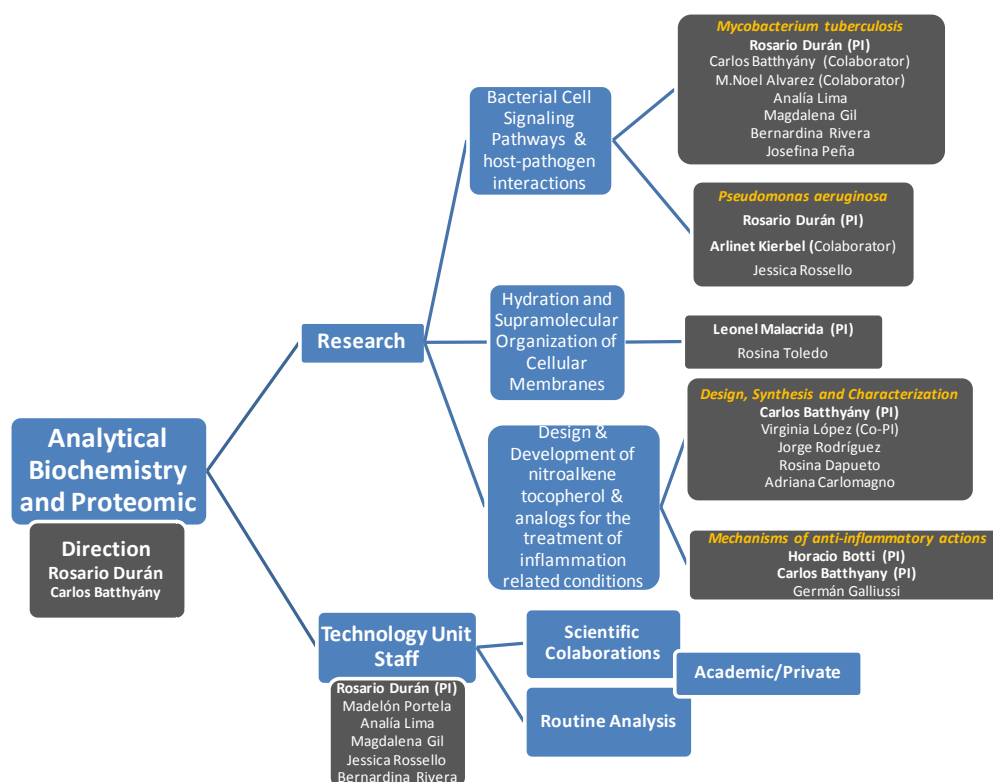 Mycobacterium tuberculosis
Rosario Durán (PI)
Carlos Batthyány (Colaborator)
M.Noel Alvarez (Colaborator)
Analía Lima
Magdalena Gil
Bernardina Rivera
Josefina Peña
Bacterial Cell
Signaling
Pathways &
host-pathogen
interactions
Pseudomonas aeruginosa
Rosario Durán (PI)
Arlinet Kierbel (Colaborator)
Jessica Rossello
Hydration and
Supramolecular
Organization of
Cellular
Membranes
Leonel Malacrida (PI)
Rosina Toledo
Research
Design, Synthesis and Characterization
Carlos Batthyány (PI)
Virginia López (Co-PI)
Jorge Rodríguez
Rosina Dapueto
Adriana Carlomagno
Analytical
Biochemistry
and Proteomic
Direction
Rosario Durán
Carlos Batthyány
Design &
Development of
nitroalkene
tocopherol &
analogs for the
treatment of
inflammation
related conditions
Mechanisms of anti-inflammatory actions
Horacio Botti (PI)
Carlos Batthyany (PI)
Germán Galliussi
Technology Unit
Staff
Rosario Durán (PI)
Madelón Portela
Analía Lima
Magdalena Gil
Jessica Rossello
Bernardina Rivera
Scientific
Colaborations
Academic/Private
Routine Analysis